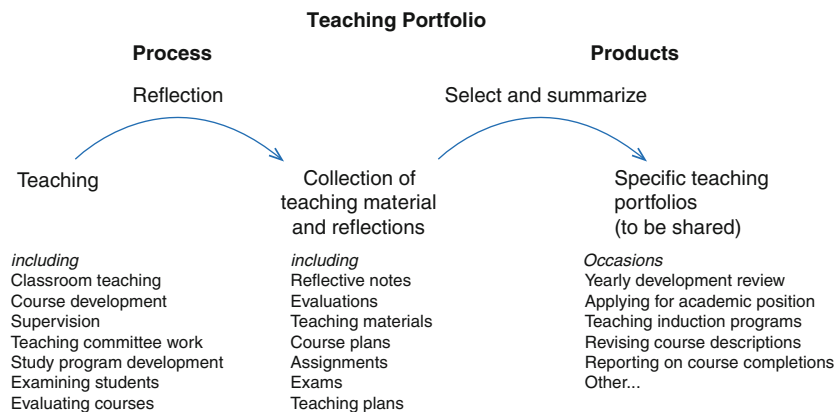 Teaching Portfolio
Process
Products
Reflection
Select and summarize
Teaching
Collection of
teaching material
and reflections
Specific teaching
portfolios
(to be shared)
including
Classroom teaching
Course development
Supervision
Teaching committee work
Study program development
Examining students
Evaluating courses
including
Reflective notes
Evaluations
Teaching materials
Course plans
Assignments
Exams
Teaching plans
Occasions
Yearly development review
Applying for academic position
Teaching induction programs
Revising course descriptions
Reporting on course completions
Other...